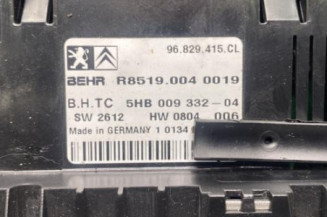 96.829.415.CL
BEHR R8519.004 0019
B.H.TC 5HB 009 332-04
SW 2612 HW 0804 006
Made in GERMANY 1 0134